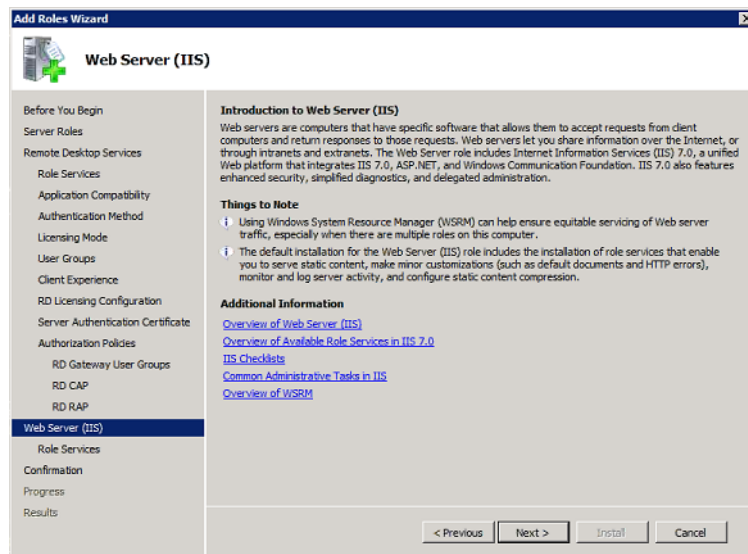 Add Roles Wizard
Web Server (IIS)
Before You Begin
Server Roles
Remote Desktop Services
Role Services
Application Compatibility
Authentication Method
Licensing Mode
User Groups
Client Experience
RD Licensing Configuration
Server Authentication Certificate
Authorization Policies
RD Gateway User Groups
RD CAP
RD RAP
Web Server (IIS)
Role Services
Confirmation
Progress
Results
Introduction to Web Server (IIS)
Web servers are computers that have specific software that allows them to accept requests from client
computers and return responses to those requests. Web servers let you share information over the Internet, or
through intranets and extranets. The Web Server role includes Internet Information Services (IIS) 7.0, a unified
Web platform that integrates IIS 7.0, ASP.NET, and Windows Communication Foundation. IIS 7.0 also features
enhanced security, simplified diagnostics, and delegated administration.
Things to Note
Using Windows System Resource Manager (WSRM) can help ensure equitable servicing of Web server
traffic, especially when there are multiple roles on this computer.
The default installation for the Web Server (IIS) role includes the installation of role services that enable
you to serve static content, make minor customizations (such as default documents and HTTP errors),
monitor and log server activity, and configure static content compression.
Additional Information
Overview of Web Server (IIS)
Overview of Available Role Services in IIS 7.0
IIS Checklists
Common Administrative Tasks in IIS
Overview of WSRM
< Previous
Next >
Install
Cancel